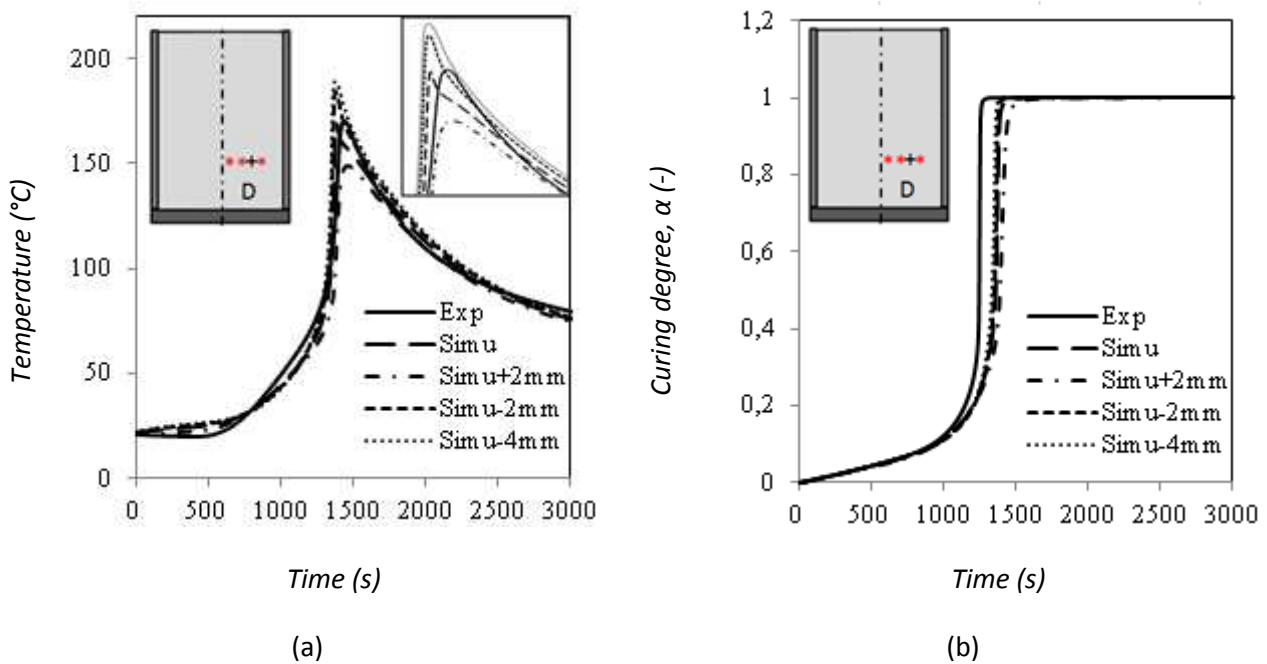 Temperature (°C)
200
150
100
50
0
D
Exp
Simu
Simu+2mm
Simu-2mm
Simu-4mm
0 500 1000 1500 2000 2500 3000
Time (s)
(a)
Curing degree, α (-)
1,2
1
0,8
0,6
0,4
0,2
0
D
Exp
Simu
Simu+2mm
Simu-2mm
Simu-4mm
0 500 1000 1500 2000 2500 3000
Time (s)
(b)